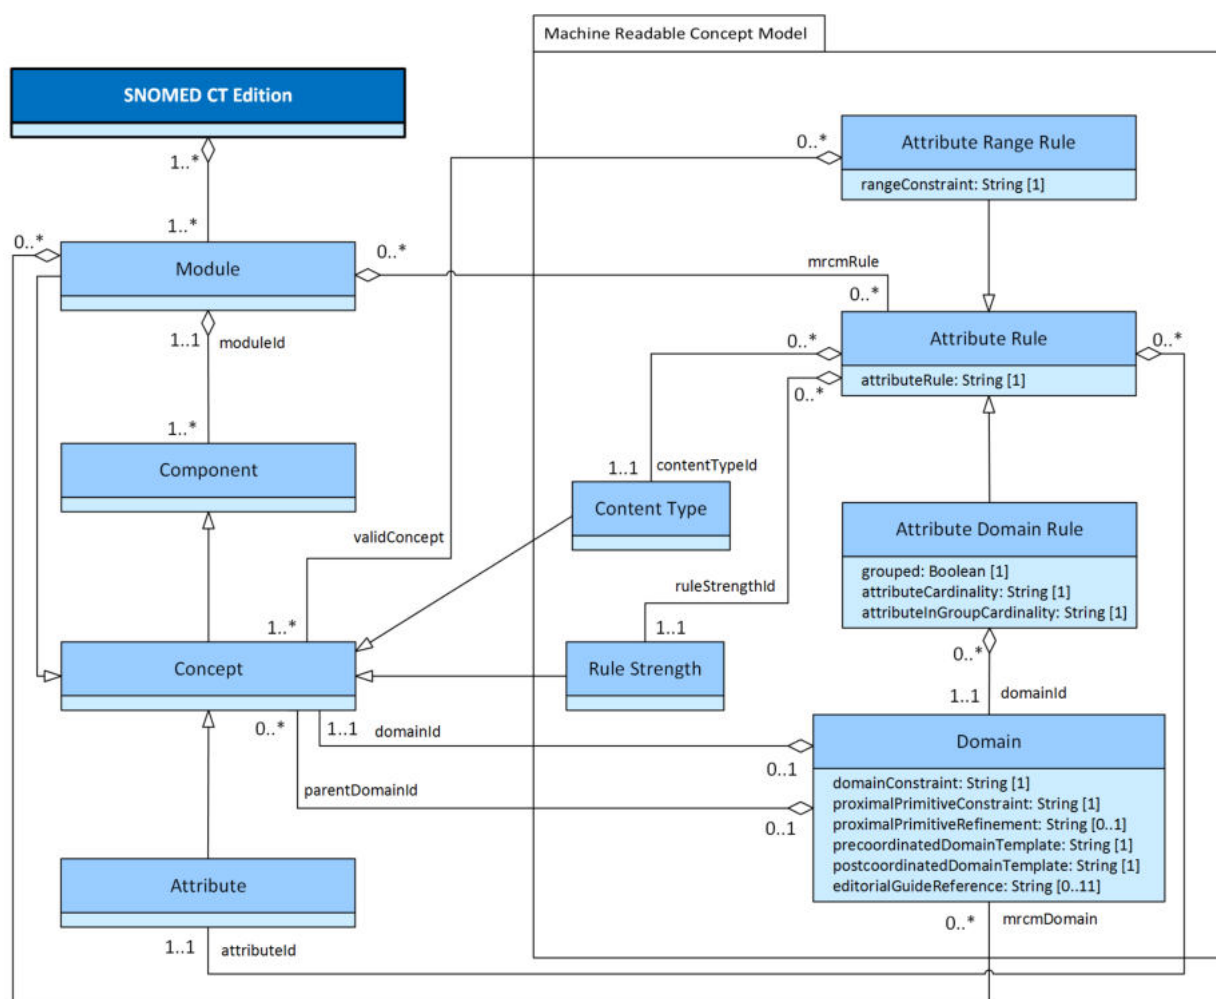 Machine Readable Concept Model
SNOMED CT Edition
1..*
1..*
0..*
Module
0..*
1..1
moduleId
1..*
Component
0..*
Attribute Range Rule
rangeConstraint: String [1]
mrcmRule
0..*
0..*
Attribute Rule
0..*
attributeRule: String [1]
0..*
1..1
contentTypeId
Content Type
validConcept
ruleStrengthId
Attribute Domain Rule
grouped: Boolean [1]
attributeCardinality: String [1]
attributeInGroupCardinality: String [1]
1..*
1..1
Concept
Rule Strength
0..*
1..1
domainId
0..*
1..1
domainId
0..1
parentDomainId
0..1
Domain
domainConstraint: String [1]
proximalPrimitiveConstraint: String [1]
proximalPrimitiveRefinement: String [0..1]
precoordinatedDomainTemplate: String [1]
postcoordinatedDomainTemplate: String [1]
editorialGuideReference: String [0..11]
Attribute
0..*
mrcmDomain
1..1
attributeId